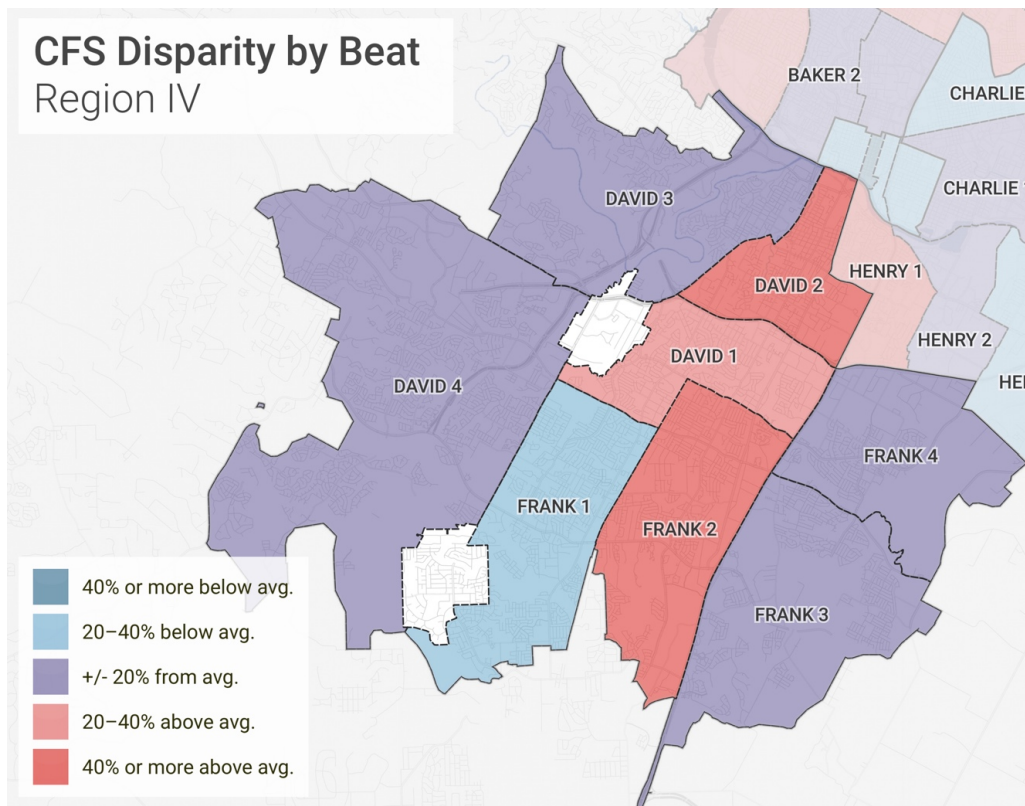 CFS Disparity by Beat
Region IV
BAKER 2
CHARLIE
CHARLIE
DAVID 3
HENRY 1
DAVID 2
HENRY 2
DAVID 1
HE
DAVID 4
FRANK 4
FRANK 1
FRANK 2
FRANK 3
40% or more below avg.
20–40% below avg.
+/- 20% from avg.
20–40% above avg.
40% or more above avg.